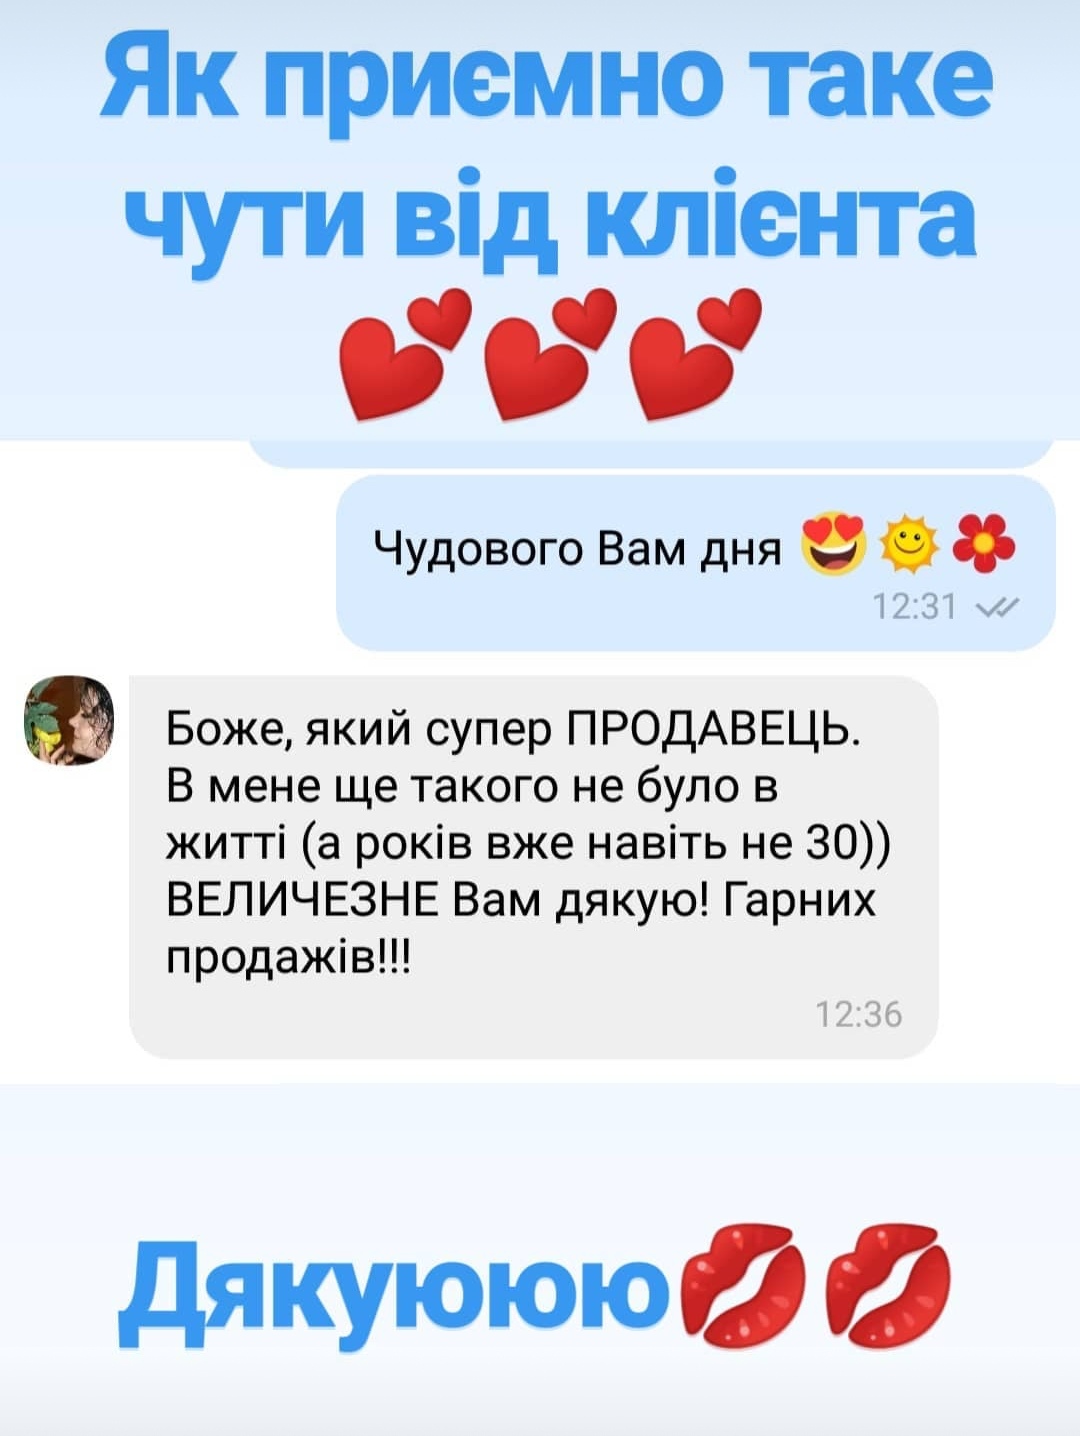 Як приємно таке
чути від клієнта
💕💕💕
Чудового Вам дня 😍🌞🌺
12:31
Боже, який супер ПРОДАВЕЦЬ.
В мене ще такого не було в
житті (а років вже навіть не 30))
ВЕЛИЧЕЗНЕ Вам дякую! Гарних
продажів!!!
12:36
Дякуююю💋💋